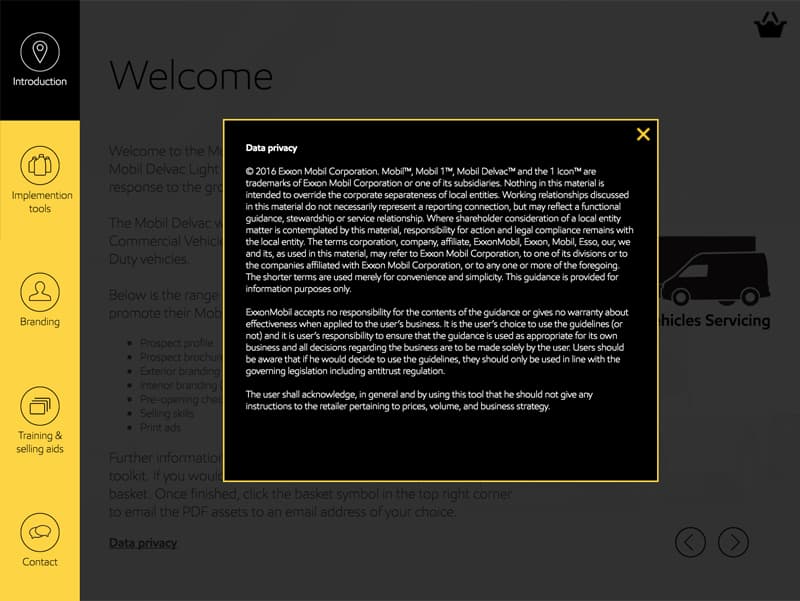 Introduction
Implemention
tools
Branding
Training &
selling aids
Contact
Welcome
Welcome to the M
Mobil Delvac Light
response to the gr
The Mobil Delvac
Commercial Vehicl
Duty vehicles.
Below is the range
promote their Mob
Prospect profile
Prospect brochure
Exterior branding
Interior branding
Pre-opening chec
Selling skills
Print ads
Further information
toolkit. If you would
basket. Once finished, click the basket symbol in the top right corner
to email the PDF assets to an email address of your choice.
Data privacy
hicles Servicing
Data privacy
© 2016 Exxon Mobil Corporation. Mobil™, Mobil 1™, Mobil Delvac™ and the 1 Icon™ are
trademarks of Exxon Mobil Corporation or one of its subsidiaries. Nothing in this material is
intended to override the corporate separateness of local entities. Working relationships discussed
in this material do not necessarily represent a reporting connection, but may reflect a functional
guidance, stewardship or service relationship. Where shareholder consideration of a local entity
matter is contemplated by this material, responsibility for action and legal compliance remains with
the local entity. The terms corporation, company, affiliate, ExxonMobil, Exxon, Mobil, Esso, our, we
and its, as used in this material, may refer to Exxon Mobil Corporation, to one of its divisions or to
the companies affiliated with Exxon Mobil Corporation, or to any one or more of the foregoing.
The shorter terms are used merely for convenience and simplicity. This guidance is provided for
information purposes only.
ExxonMobil accepts no responsibility for the contents of the guidance or gives no warranty about
effectiveness when applied to the user's business. It is the user's choice to use the guidelines (or
not) and it is user's responsibility to ensure that the guidance is used as appropriate for its own
business and all decisions regarding the business are to be made solely by the user. Users should
be aware that if he would decide to use the guidelines, they should only be used in line with the
governing legislation including antitrust regulation.
The user shall acknowledge, in general and by using this tool that he should not give any
instructions to the retailer pertaining to prices, volume, and business strategy.